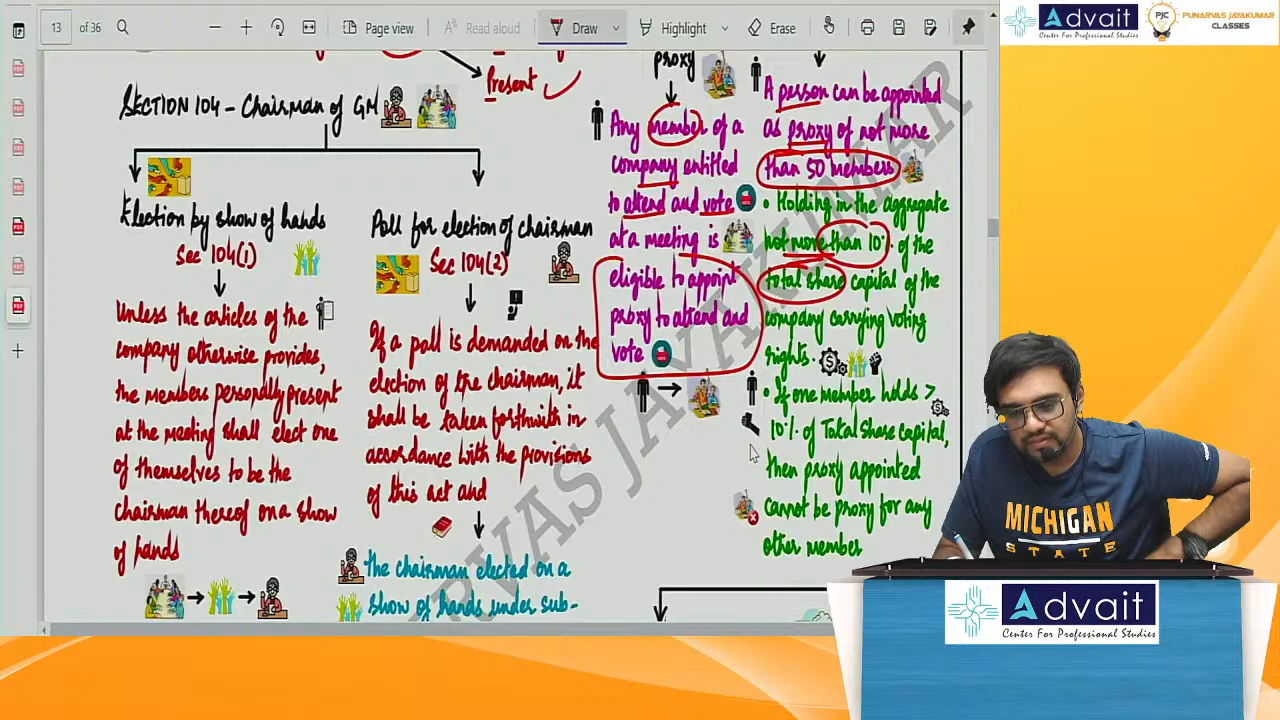 13 of 36
Page view
Read aloud
Draw
Highlight
Erase
Advait
Center For Professional Studies
PJC
PUNARVAS JAYAKUMAR
CLASSES
Present
SECTION 104 - Chairman of GM
Election by show of hands
Sec 104(1)
Unless the articles of the
company otherwise provides,
the members personally present
at the meeting shall elect one
of themselves to be the
chairman thereof on a show
of hands
Poll for election of chairman
Sec 104(2)
If a poll is demanded on the
election of the chairman, it
shall be taken forthwith in
accordance with the provisions
of this act and
the chairman elected on a
show of hands under sub-
proxy
Any member of a
company entitled
to attend and vote
at a meeting is
eligible to appoint
proxy to attend and
vote
A person can be appointed
as proxy of not more
than 50 members
• Holding in the aggregate
not more than 10% of the
total share capital of the
company carrying voting
rights.
• If one member holds >
10% of Total Share capital,
then proxy appointed
cannot be proxy for any
other member
RVAS JAYAKUMAR
MICHIGAN
STATE
Advait
Center For Professional Studies